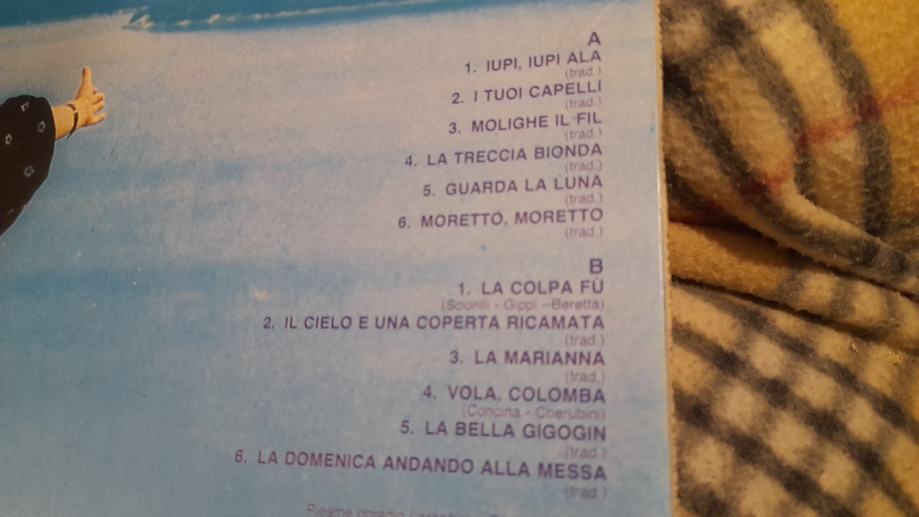 A
1. IUPI, IUPI ALA
(trad.)
2. I TUOI CAPELLI
(trad.)
3. MOLIGHE IL FIL
(trad.)
4. LA TRECCIA BIONDA
(trad.)
5. GUARDA LA LUNA
(trad.)
6. MORETTO, MORETTO
(trad.)
B
1. LA COLPA FÙ
(Sciorilli - Gippi - Beretta)
2. IL CIELO E UNA COPERTA RICAMATA
(trad.)
3. LA MARIANNA
(trad.)
4. VOLA, COLOMBA
(Concina - Cherubini)
5. LA BELLA GIGOGIN
(trad.)
6. LA DOMENICA ANDANDO ALLA MESSA
(trad.)
Pjesme obradio